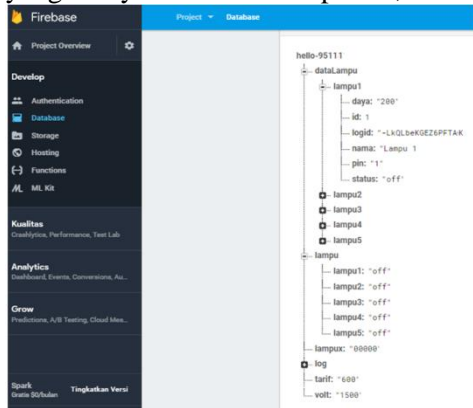 Firebase
Project Database
Project Overview
Develop
Authentication
Database
Storage
Hosting
Functions
ML Kit
Kualitas
Crashlytics, Performance, Test Lab
Analytics
Dashboard, Events, Conversions, Au...
Grow
Predictions, A/B Testing, Cloud Mes...
Spark
Gratis $0/bulan
Tingkatkan Versi
hello-95111
dataLampu
lampu1
daya: "200"
id: 1
nama: "Lampu 1
pin: "1"
status: "off"
lampu2
lampu3
lampu4
lampu5
lampu
lampu1: "off"
lampu2: "off"
lampu3: "off"
lampu4: "off"
lampu5: "off"
lampux: "00000"
log
tarif: "600"
volt: "1500"